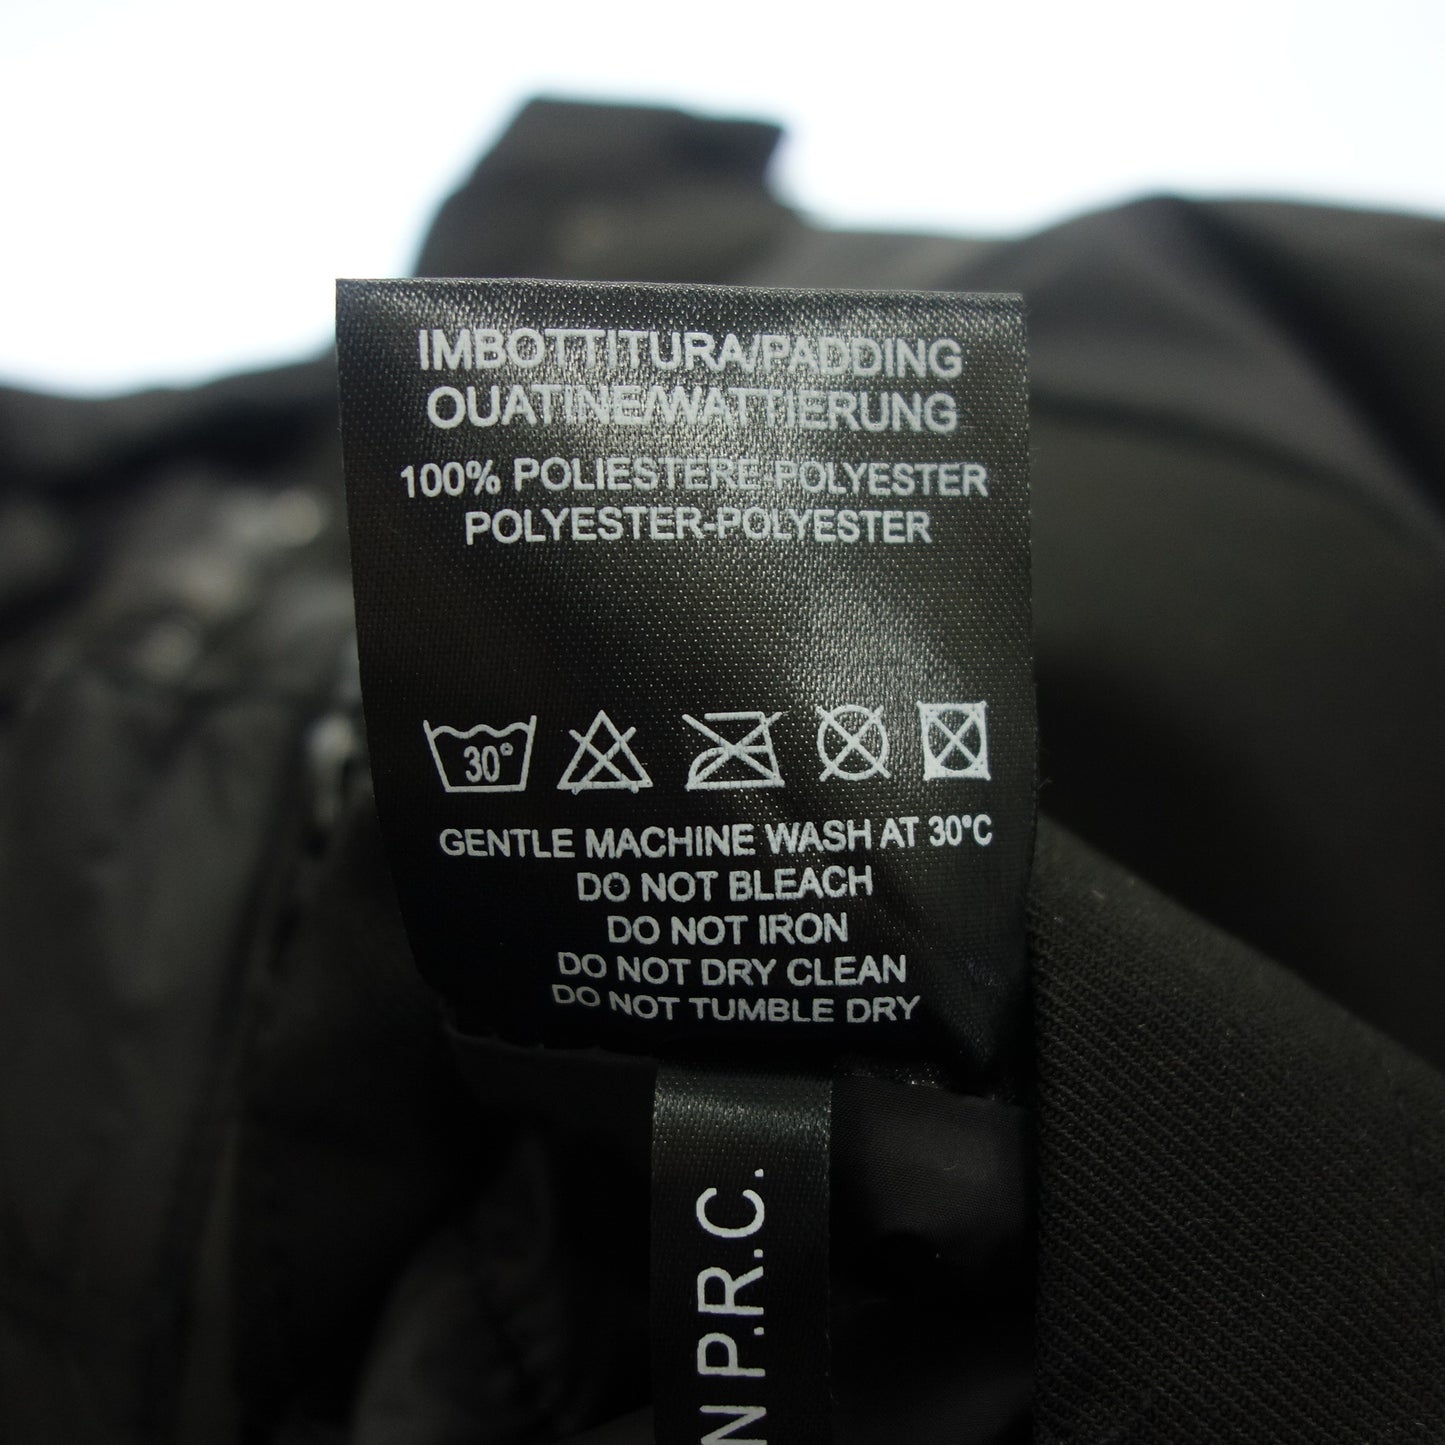 IMBOTTITURA/PADDING
OUATINE/WATTIERUNG
100% POLIESTERE-POLYESTER
POLYESTER-POLYESTER
30°
GENTLE MACHINE WASH AT 30°C
DO NOT BLEACH
DO NOT IRON
DO NOT DRY CLEAN
DO NOT TUMBLE DRY
N P.R.C.